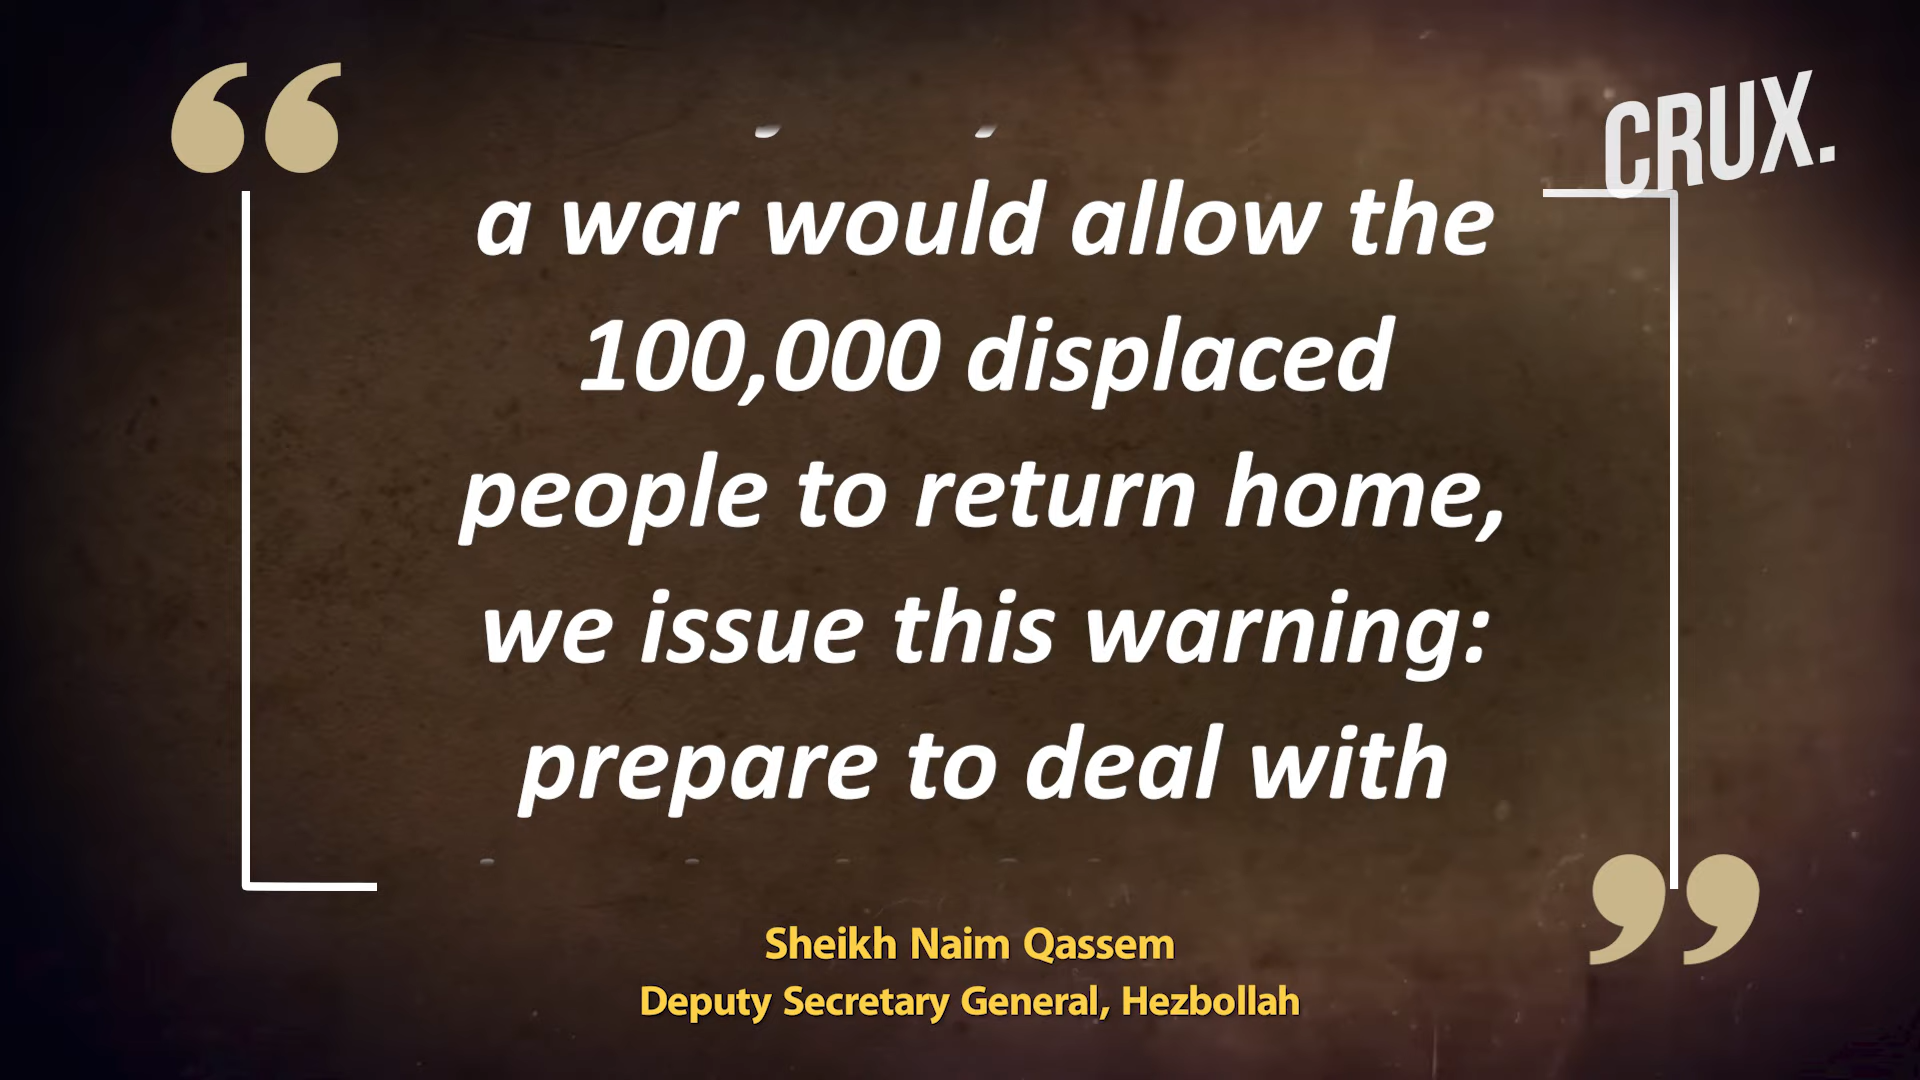 CRUX.
a war would allow the
100,000 displaced
people to return home,
we issue this warning:
prepare to deal with
Sheikh Naim Qassem
Deputy Secretary General, Hezbollah